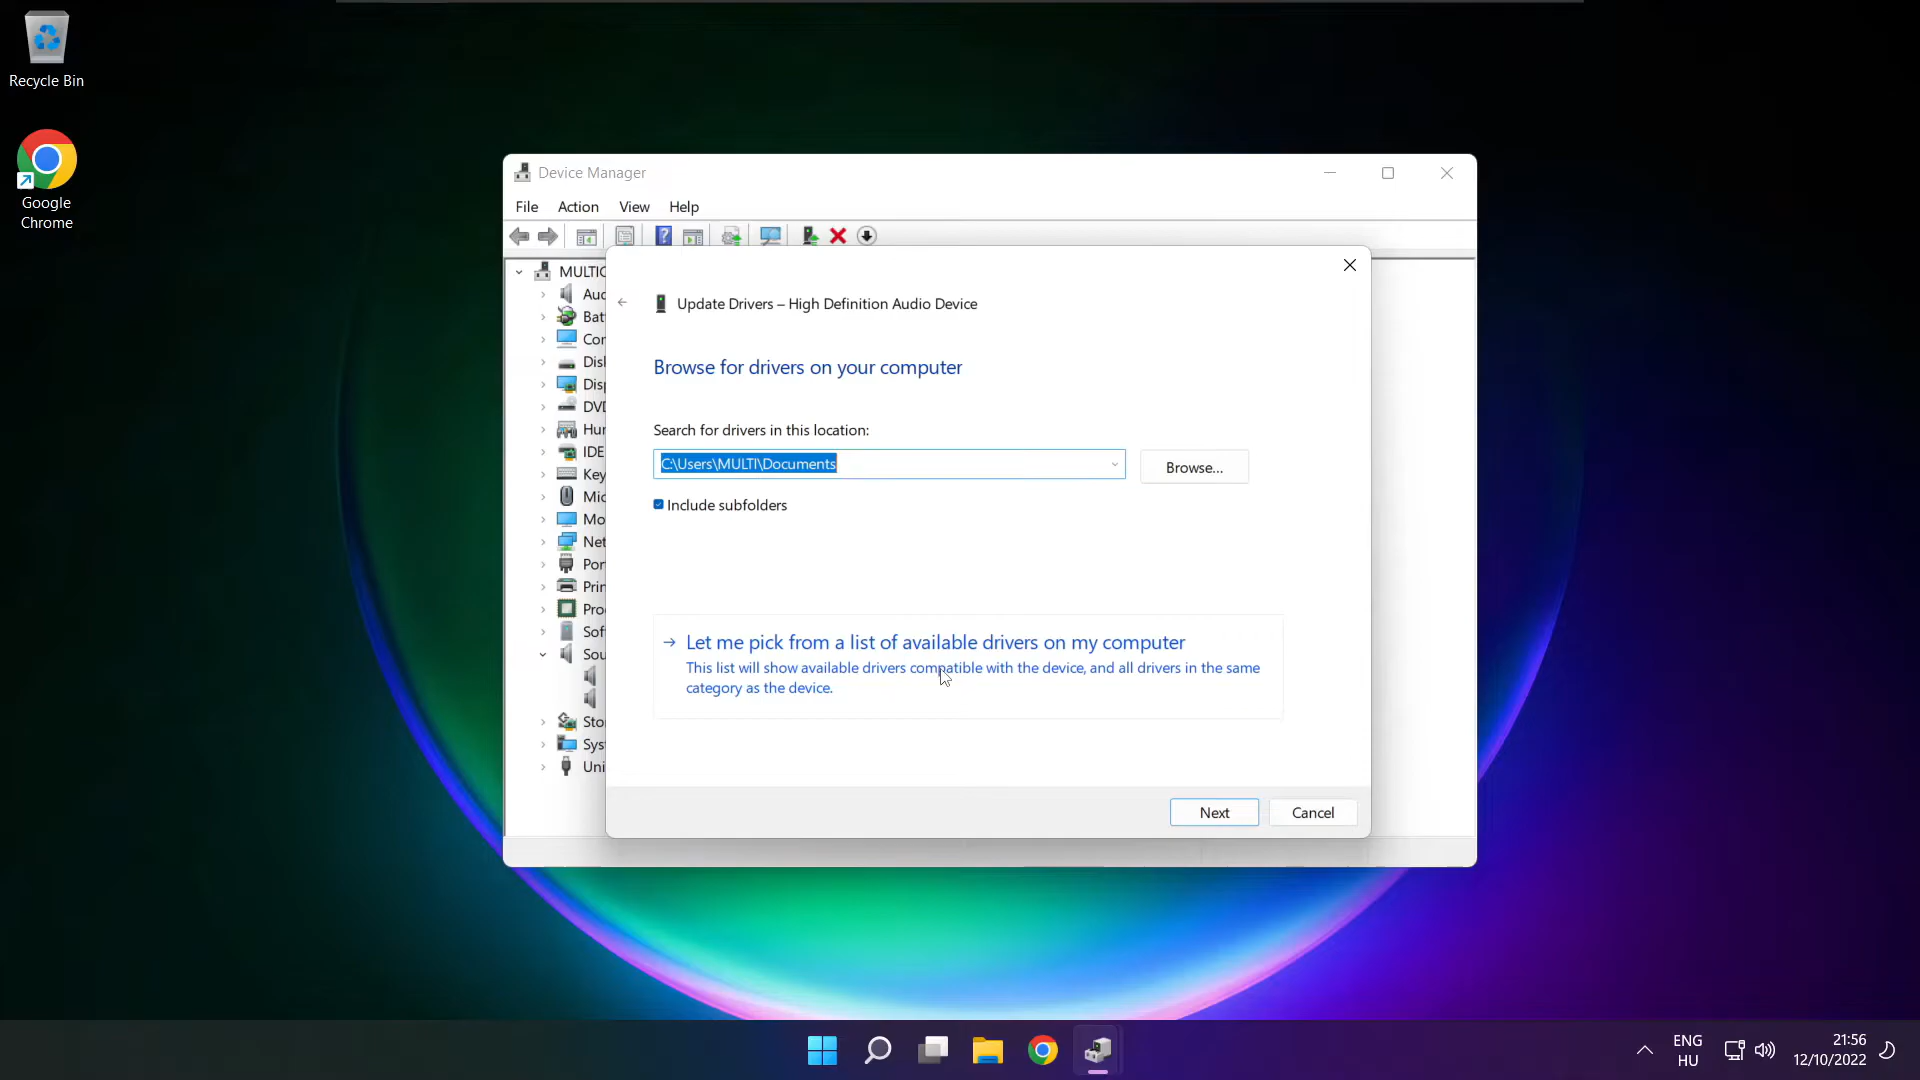 Recycle Bin
Google
Chrome
Device Manager
File Action View Help
MULTIC
Aud
Bat
Cor
Disk
Disp
DVD
Hur
IDE
Key
Mic
Mo
Net
Por
Prin
Pro
Sof
Sou
Sto
Sys
Uni
Update Drivers – High Definition Audio Device
Browse for drivers on your computer
Search for drivers in this location:
C:\Users\MULTI\Documents
Browse...
Include subfolders
Let me pick from a list of available drivers on my computer
This list will show available drivers compatible with the device, and all drivers in the same
category as the device.
Next
Cancel
ENG
HU
21:56
12/10/2022